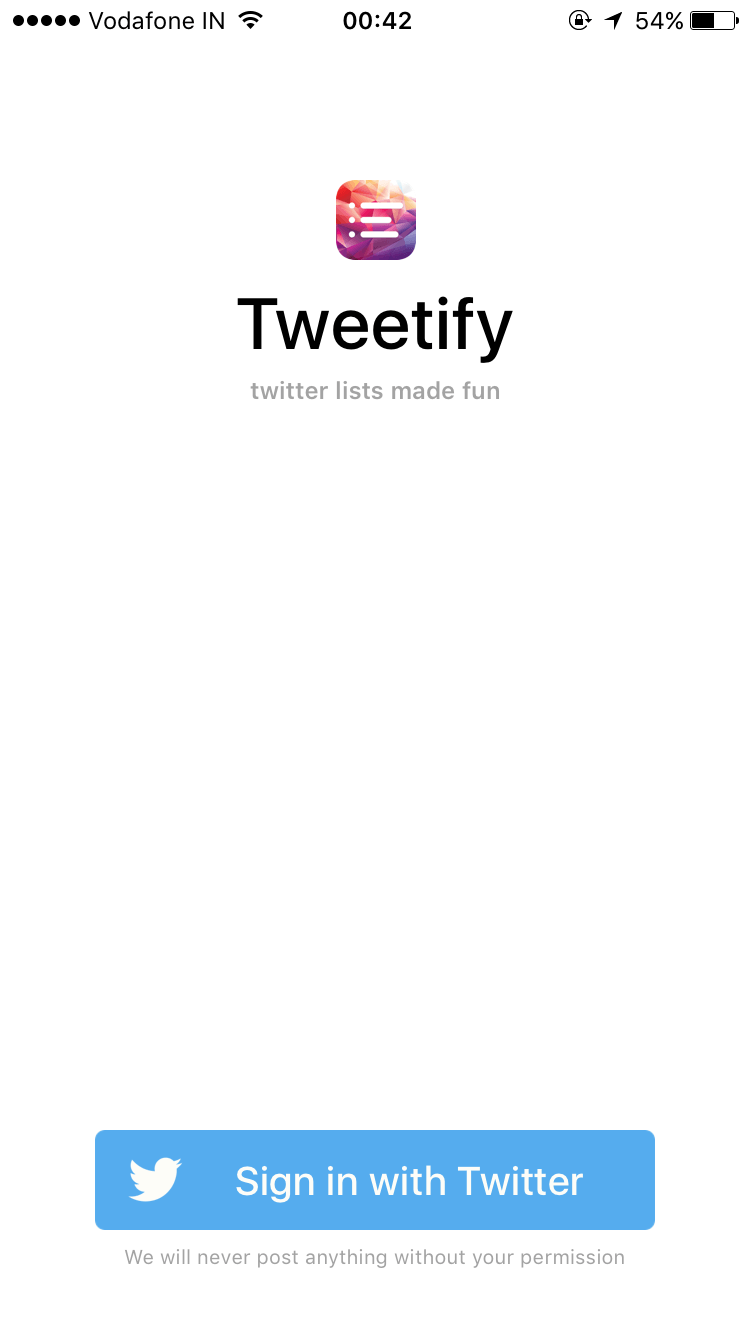 Vodafone IN 00:42 54%
Tweetify
twitter lists made fun
Sign in with Twitter
We will never post anything without your permission